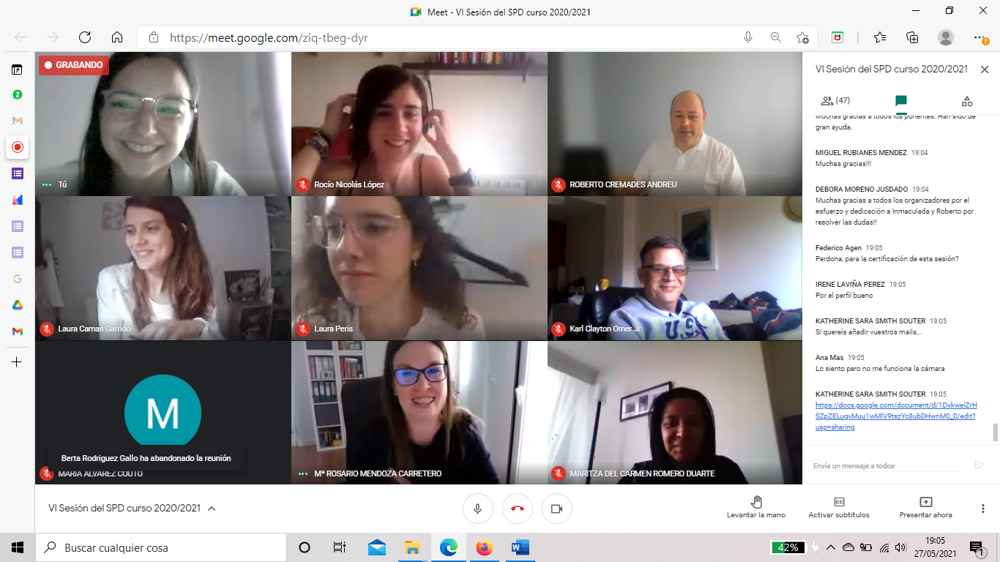 Meet - VI Sesión del SPD curso 2020/2021
https://meet.google.com/ziq-tbeg-dyr
GRABANDO
Tú
Rocío Nicolás López
ROBERTO CREMADES ANDREU
Laura Camas Garrido
Laura Peris
Karl Clayton Omer Jr
U.S.
M
Berta Rodriguez Gallo ha abandonado la reunión
MARIA ALVAREZ COUTO
Mª ROSARIO MENDOZA CARRETERO
MARITZA DEL CARMEN ROMERO DUARTE
VI Sesión del SPD curso 2020/2021
(47)
Muchas gracias a todos los ponentes. Han sido de
gran ayuda.
MIGUEL RUBIANES MENDEZ 19:04
Muchas gracias!!!
DEBORA MORENO JUSDADO 19:04
Muchas gracias a todos los organizadores por el
esfuerzo y dedicación a Inmaculada y Roberto por
resolver las dudas!!
Federico Agen 19:05
Perdona, para la certificación de esta sesión?
IRENE LAVIÑA PEREZ 19:05
Por el perfil bueno
KATHERINE SARA SMITH SOUTER 19:05
Si quereís añadir vuestros mails...
Ana Mas 19:05
Lo siento pero no me funciona la cámara
KATHERINE SARA SMITH SOUTER 19:05
https://docs.google.com/document/d/1DxkweiZrH
SZpZELuqyMuu1wMlV9tszYc8ubDHwnM0_0/edit?
usp=sharing
Envía un mensaje a todos
VI Sesión del SPD curso 2020/2021
Levantar la mano
Activar subtítulos
Presentar ahora
Buscar cualquier cosa
42%
19:05
27/05/2021
1
2